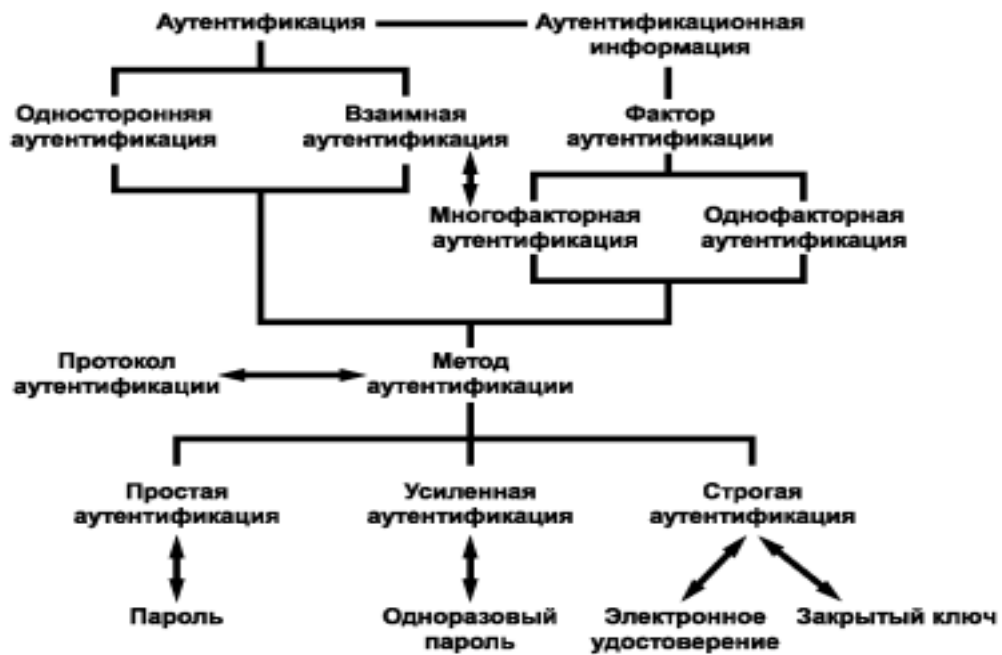 Аутентификация
Аутентификационная
информация
Односторонняя
аутентификация
Взаимная
аутентификация
Фактор
аутентификации
Многофакторная
аутентификация
Однофакторная
аутентификация
Протокол
аутентификации
Метод
аутентификации
Простая
аутентификация
Усиленная
аутентификация
Строгая
аутентификация
Пароль
Одноразовый
пароль
Электронное
удостоверение
Закрытый ключ